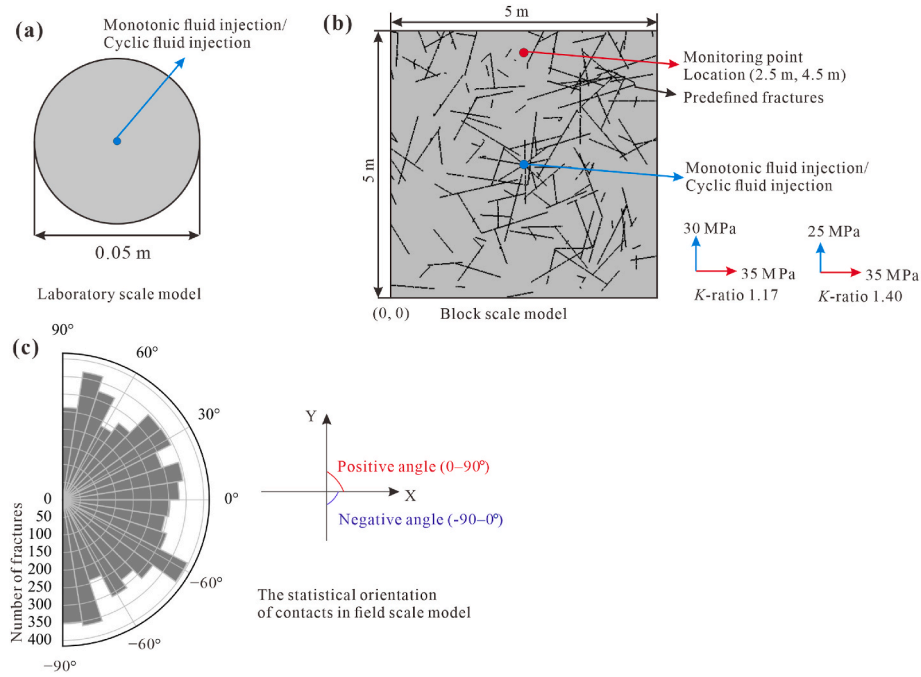 (a)
Monotonic fluid injection/
Cyclic fluid injection
0.05 m
Laboratory scale model
(b)
5 m
5 m
Monitoring point
Location (2.5 m, 4.5 m)
Predefined fractures
Monotonic fluid injection/
Cyclic fluid injection
30 MPa
35 MPa
K-ratio 1.17
25 MPa
35 MPa
K-ratio 1.40
(0, 0)
Block scale model
(c)
90°
60°
30°
0°
−60°
−60°
−90°
Number of fractures
0
50
100
150
200
250
300
350
400
Y
X
Positive angle (0–90°)
Negative angle (-90–0°)
The statistical orientation
of contacts in field scale model